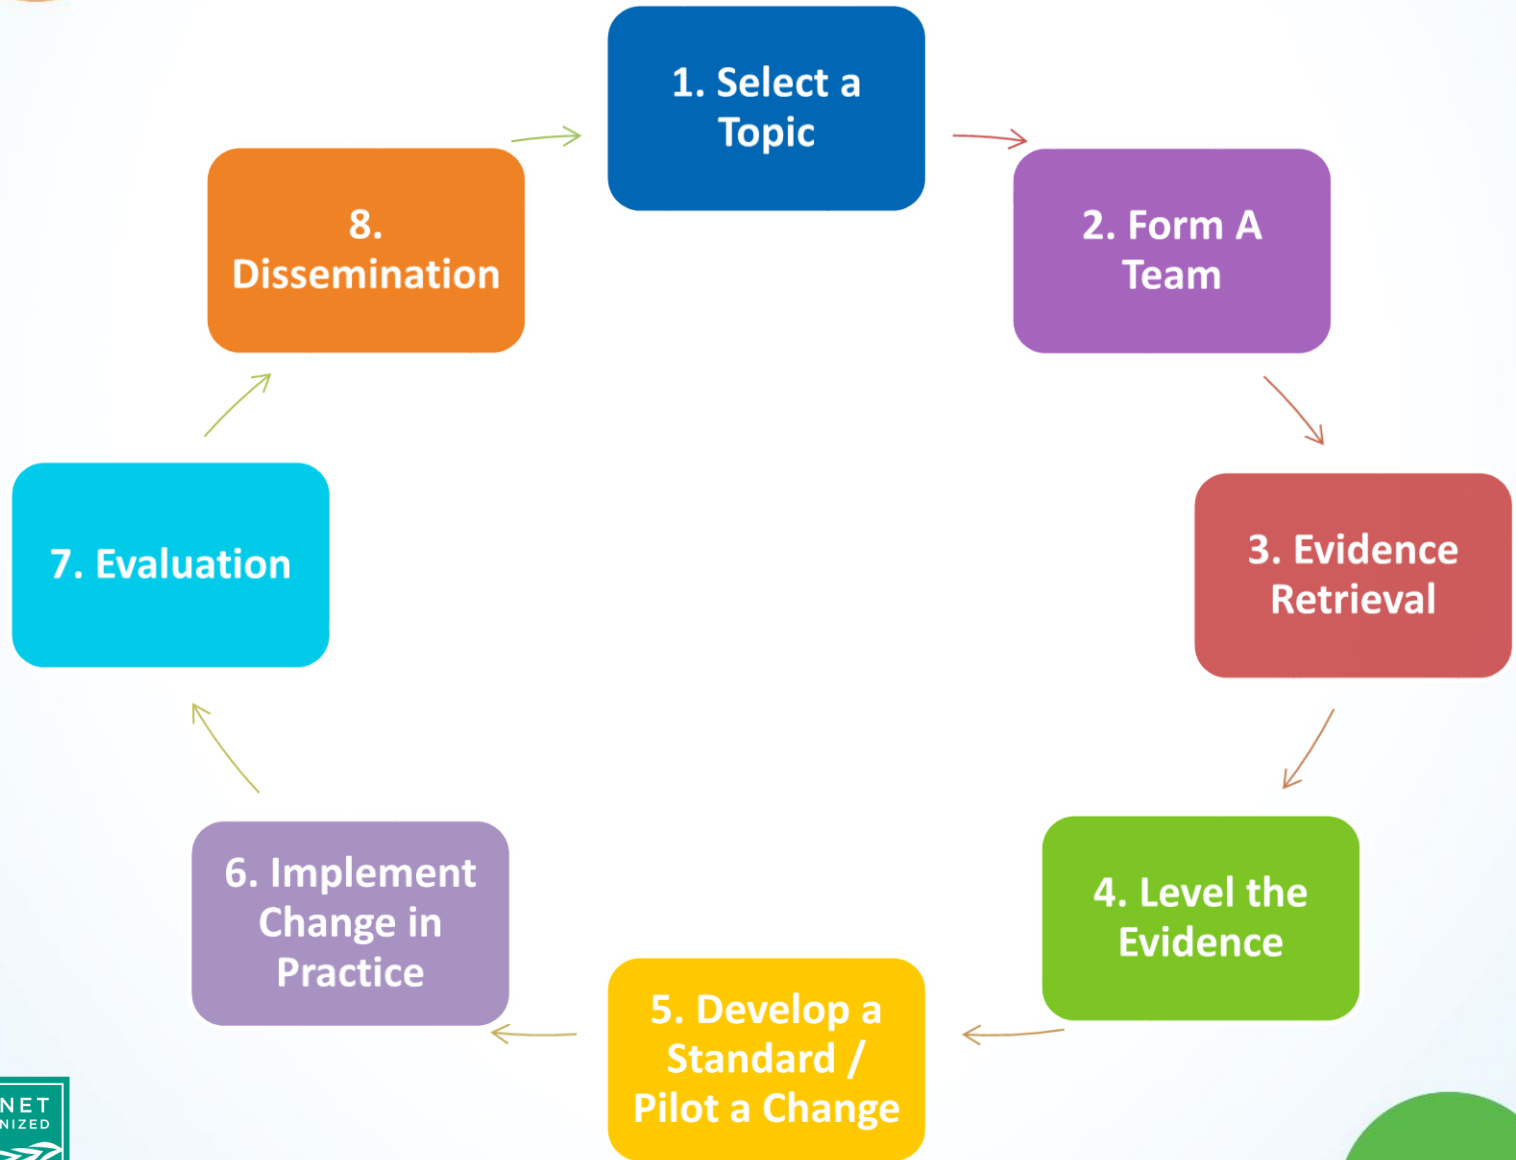 1. Select a
Topic
2. Form A
Team
3. Evidence
Retrieval
4. Level the
Evidence
5. Develop a
Standard /
Pilot a Change
6. Implement
Change in
Practice
7. Evaluation
8.
Dissemination
NET
NIZED